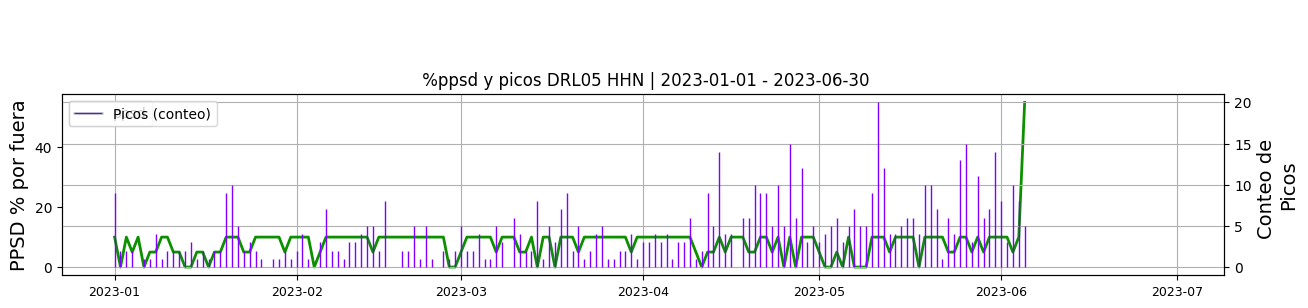 %ppsd y picos DRL05 HHN | 2023-01-01 - 2023-06-30
Picos (conteo)
PPSD % por fuera
40
20
0
20
15
10
5
0
Conteo de
Picos
2023-01 2023-02 2023-03 2023-04 2023-05 2023-06 2023-07